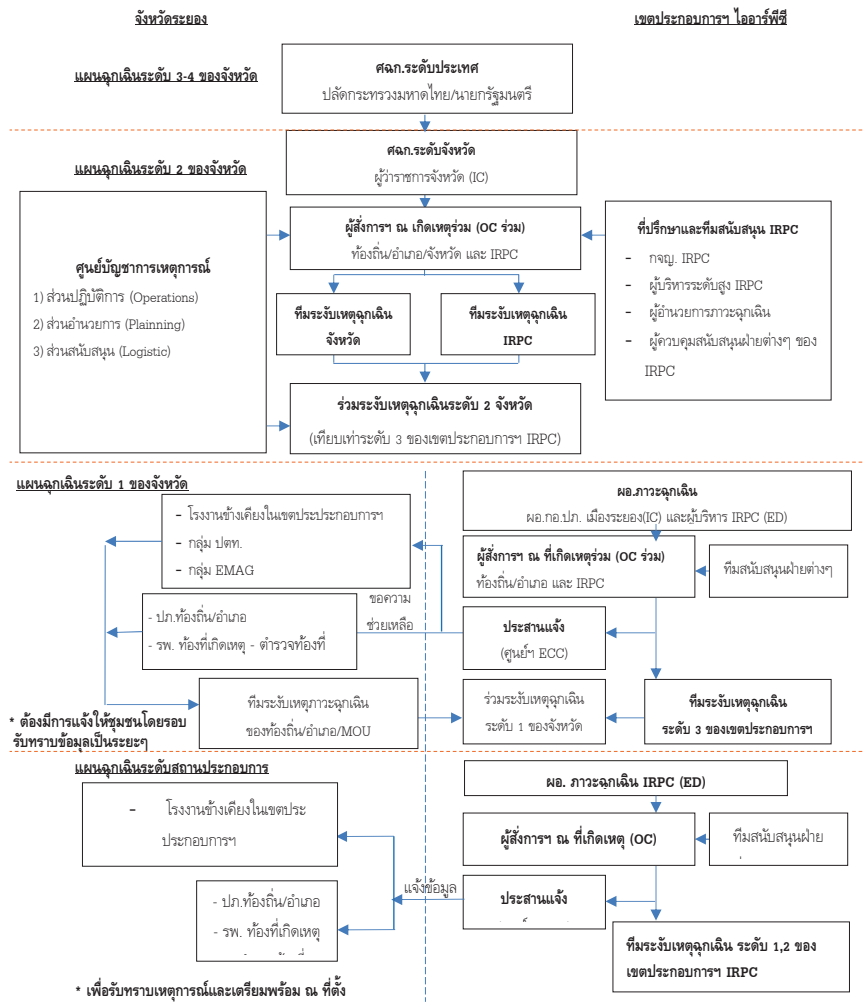 จังหวัดระยอง
เขตประกอบการฯ ไออาร์พีซี
แผนฉุกเฉินระดับ 3-4 ของจังหวัด
ศฉก.ระดับประเทศ
ปลัดกระทรวงมหาดไทย/นายกรัฐมนตรี
แผนฉุกเฉินระดับ 2 ของจังหวัด
ศฉก.ระดับจังหวัด
ผู้ว่าราชการจังหวัด (IC)
ศูนย์บัญชาการเหตุการณ์
1) ส่วนปฏิบัติการ (Operations)
2) ส่วนอำนวยการ (Plainning)
3) ส่วนสนับสนุน (Logistic)
ผู้สั่งการฯ ณ เกิดเหตุร่วม (OC ร่วม)
ท้องถิ่น/อำเภอ/จังหวัด และ IRPC
ที่ปรึกษาและทีมสนับสนุน IRPC
- กจญ. IRPC
- ผู้บริหารระดับสูง IRPC
- ผู้อำนวยการภาวะฉุกเฉิน
- ผู้ควบคุมสนับสนุนฝ่ายต่างๆ ของ
IRPC
ทีมระงับเหตุฉุกเฉิน
จังหวัด
ทีมระงับเหตุฉุกเฉิน
IRPC
ร่วมระงับเหตุฉุกเฉินระดับ 2 จังหวัด
(เทียบเท่าระดับ 3 ของเขตประกอบการฯ IRPC)
แผนฉุกเฉินระดับ 1 ของจังหวัด
ผอ.ภาวะฉุกเฉิน
ผอ.กอ.ปภ. เมืองระยอง(IC) และผู้บริหาร IRPC (ED)
- โรงงานข้างเคียงในเขตประประกอบการฯ
- กลุ่ม ปตท.
- กลุ่ม EMAG
ผู้สั่งการฯ ณ ที่เกิดเหตุร่วม (OC ร่วม)
ท้องถิ่น/อำเภอ และ IRPC
ทีมสนับสนุนฝ่ายต่างๆ
ขอความ
ช่วยเหลือ
- ปภ.ท้องถิ่น/อำเภอ
- รพ. ท้องที่เกิดเหตุ - ตำรวจท้องที่
ประสานแจ้ง
(ศูนย์ฯ ECC)
* ต้องมีการแจ้งให้ชุมชนโดยรอบ
รับทราบข้อมูลเป็นระยะๆ
ทีมระงับเหตุภาวะฉุกเฉิน
ของท้องถิ่น/อำเภอ/MOU
ร่วมระงับเหตุฉุกเฉิน
ระดับ 1 ของจังหวัด
ทีมระงับเหตุฉุกเฉิน
ระดับ 3 ของเขตประกอบการฯ
แผนฉุกเฉินระดับสถานประกอบการ
ผอ. ภาวะฉุกเฉิน IRPC (ED)
- โรงงานข้างเคียงในเขตประ
ประกอบการฯ
ผู้สั่งการฯ ณ ที่เกิดเหตุ (OC)
ทีมสนับสนุนฝ่าย
แจ้งข้อมูล
ประสานแจ้ง
- ปภ.ท้องถิ่น/อำเภอ
- รพ. ท้องที่เกิดเหตุ
ทีมระงับเหตุฉุกเฉิน ระดับ 1,2 ของ
เขตประกอบการฯ IRPC
* เพื่อรับทราบเหตุการณ์และเตรียมพร้อม ณ ที่ตั้ง